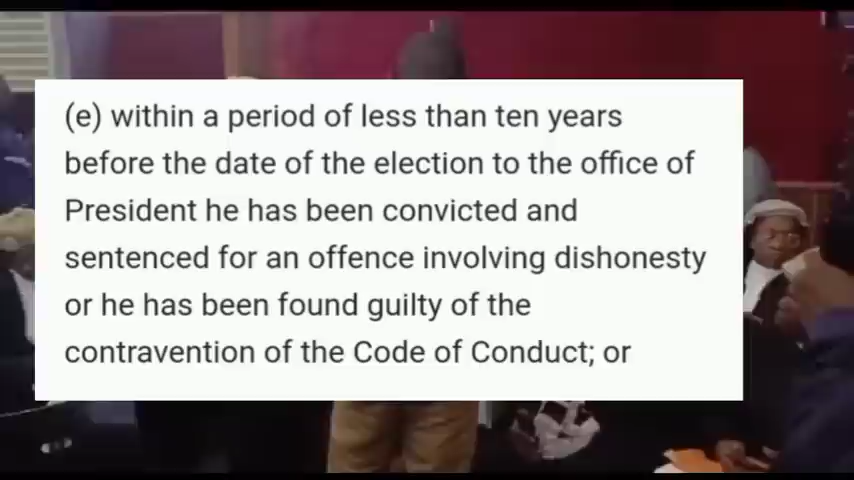 (e) within a period of less than ten years
before the date of the election to the office of
President he has been convicted and
sentenced for an offence involving dishonesty
or he has been found guilty of the
contravention of the Code of Conduct; or